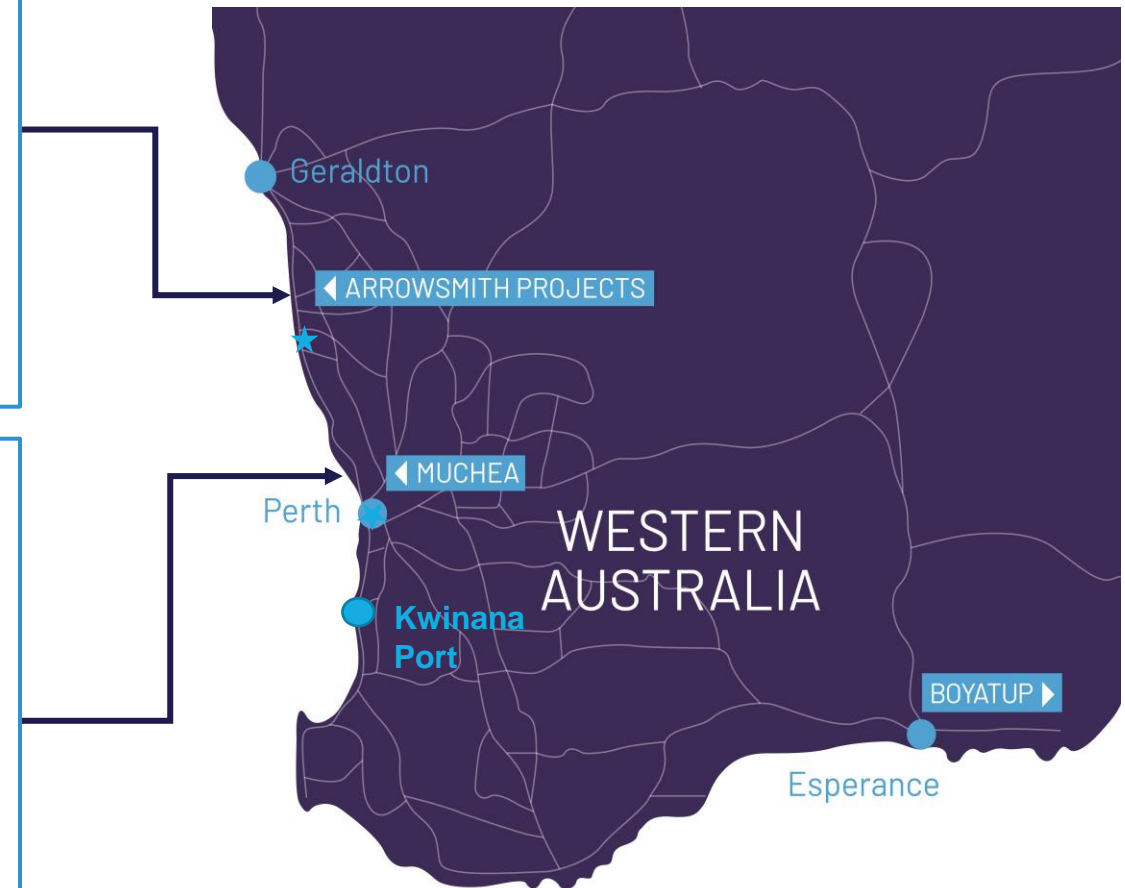 Geraldton
ARROWSMITH PROJECTS
MUCHEA
Perth
WESTERN
AUSTRALIA
Kwinana
Port
BOYATUP
Esperance